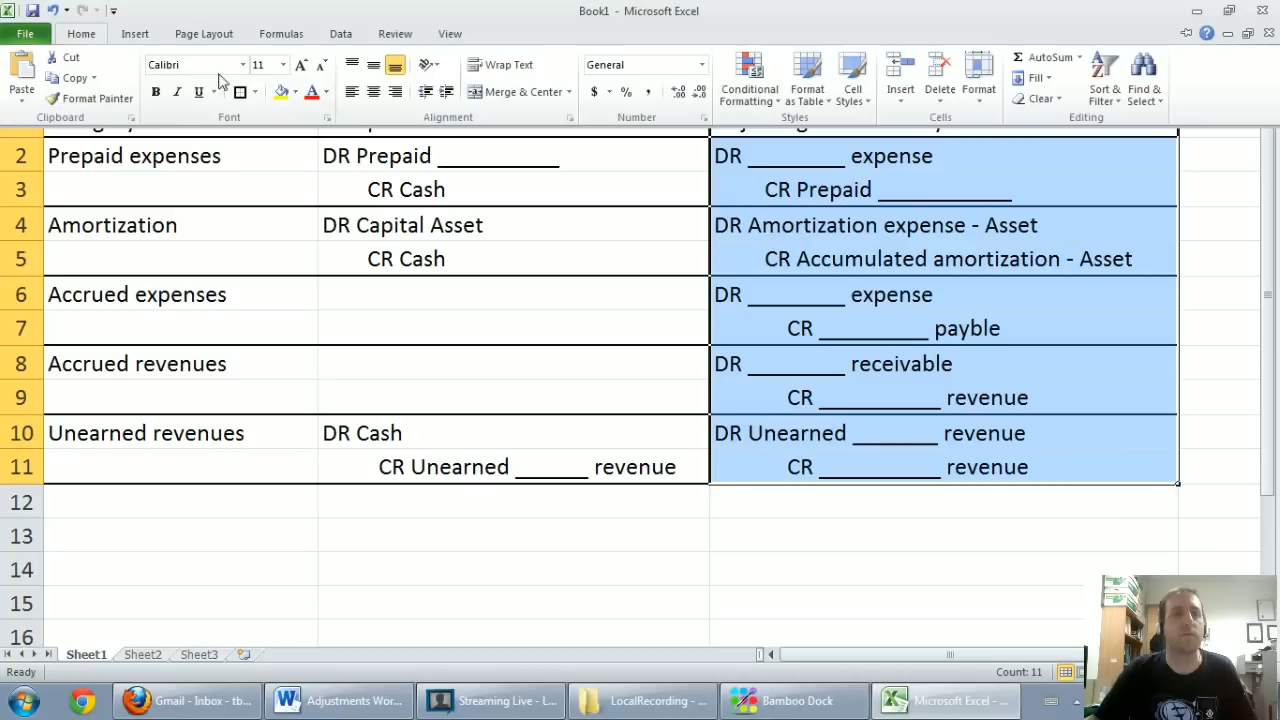 Book1 - Microsoft Excel
File Home Insert Page Layout Formulas Data Review View
Paste
Cut
Copy
Format Painter
Clipboard
Calibri 11
B I U
Font
Wrap Text
Merge & Center
Alignment
General
$ % ,
Number
Conditional Formatting
Format as Table
Cell Styles
Styles
Insert
Delete
Format
Cells
Σ AutoSum
Fill
Clear
Sort & Filter
Find & Select
Editing
2 Prepaid expenses DR Prepaid ___________ DR _________ expense
3 CR Cash CR Prepaid ____________
4 Amortization DR Capital Asset DR Amortization expense - Asset
5 CR Cash CR Accumulated amortization - Asset
6 Accrued expenses DR _________ expense
7 CR __________ payble
8 Accrued revenues DR _________ receivable
9 CR ___________ revenue
10 Unearned revenues DR Cash DR Unearned ________ revenue
11 CR Unearned _______ revenue CR ___________ revenue
12
13
14
15
16
Sheet1 Sheet2 Sheet3
Ready Count: 11
Gmail - Inbox - tb... Adjustments Wo... Streaming Live - L... LocalRecording - ... Bamboo Dock Microsoft Excel - ...